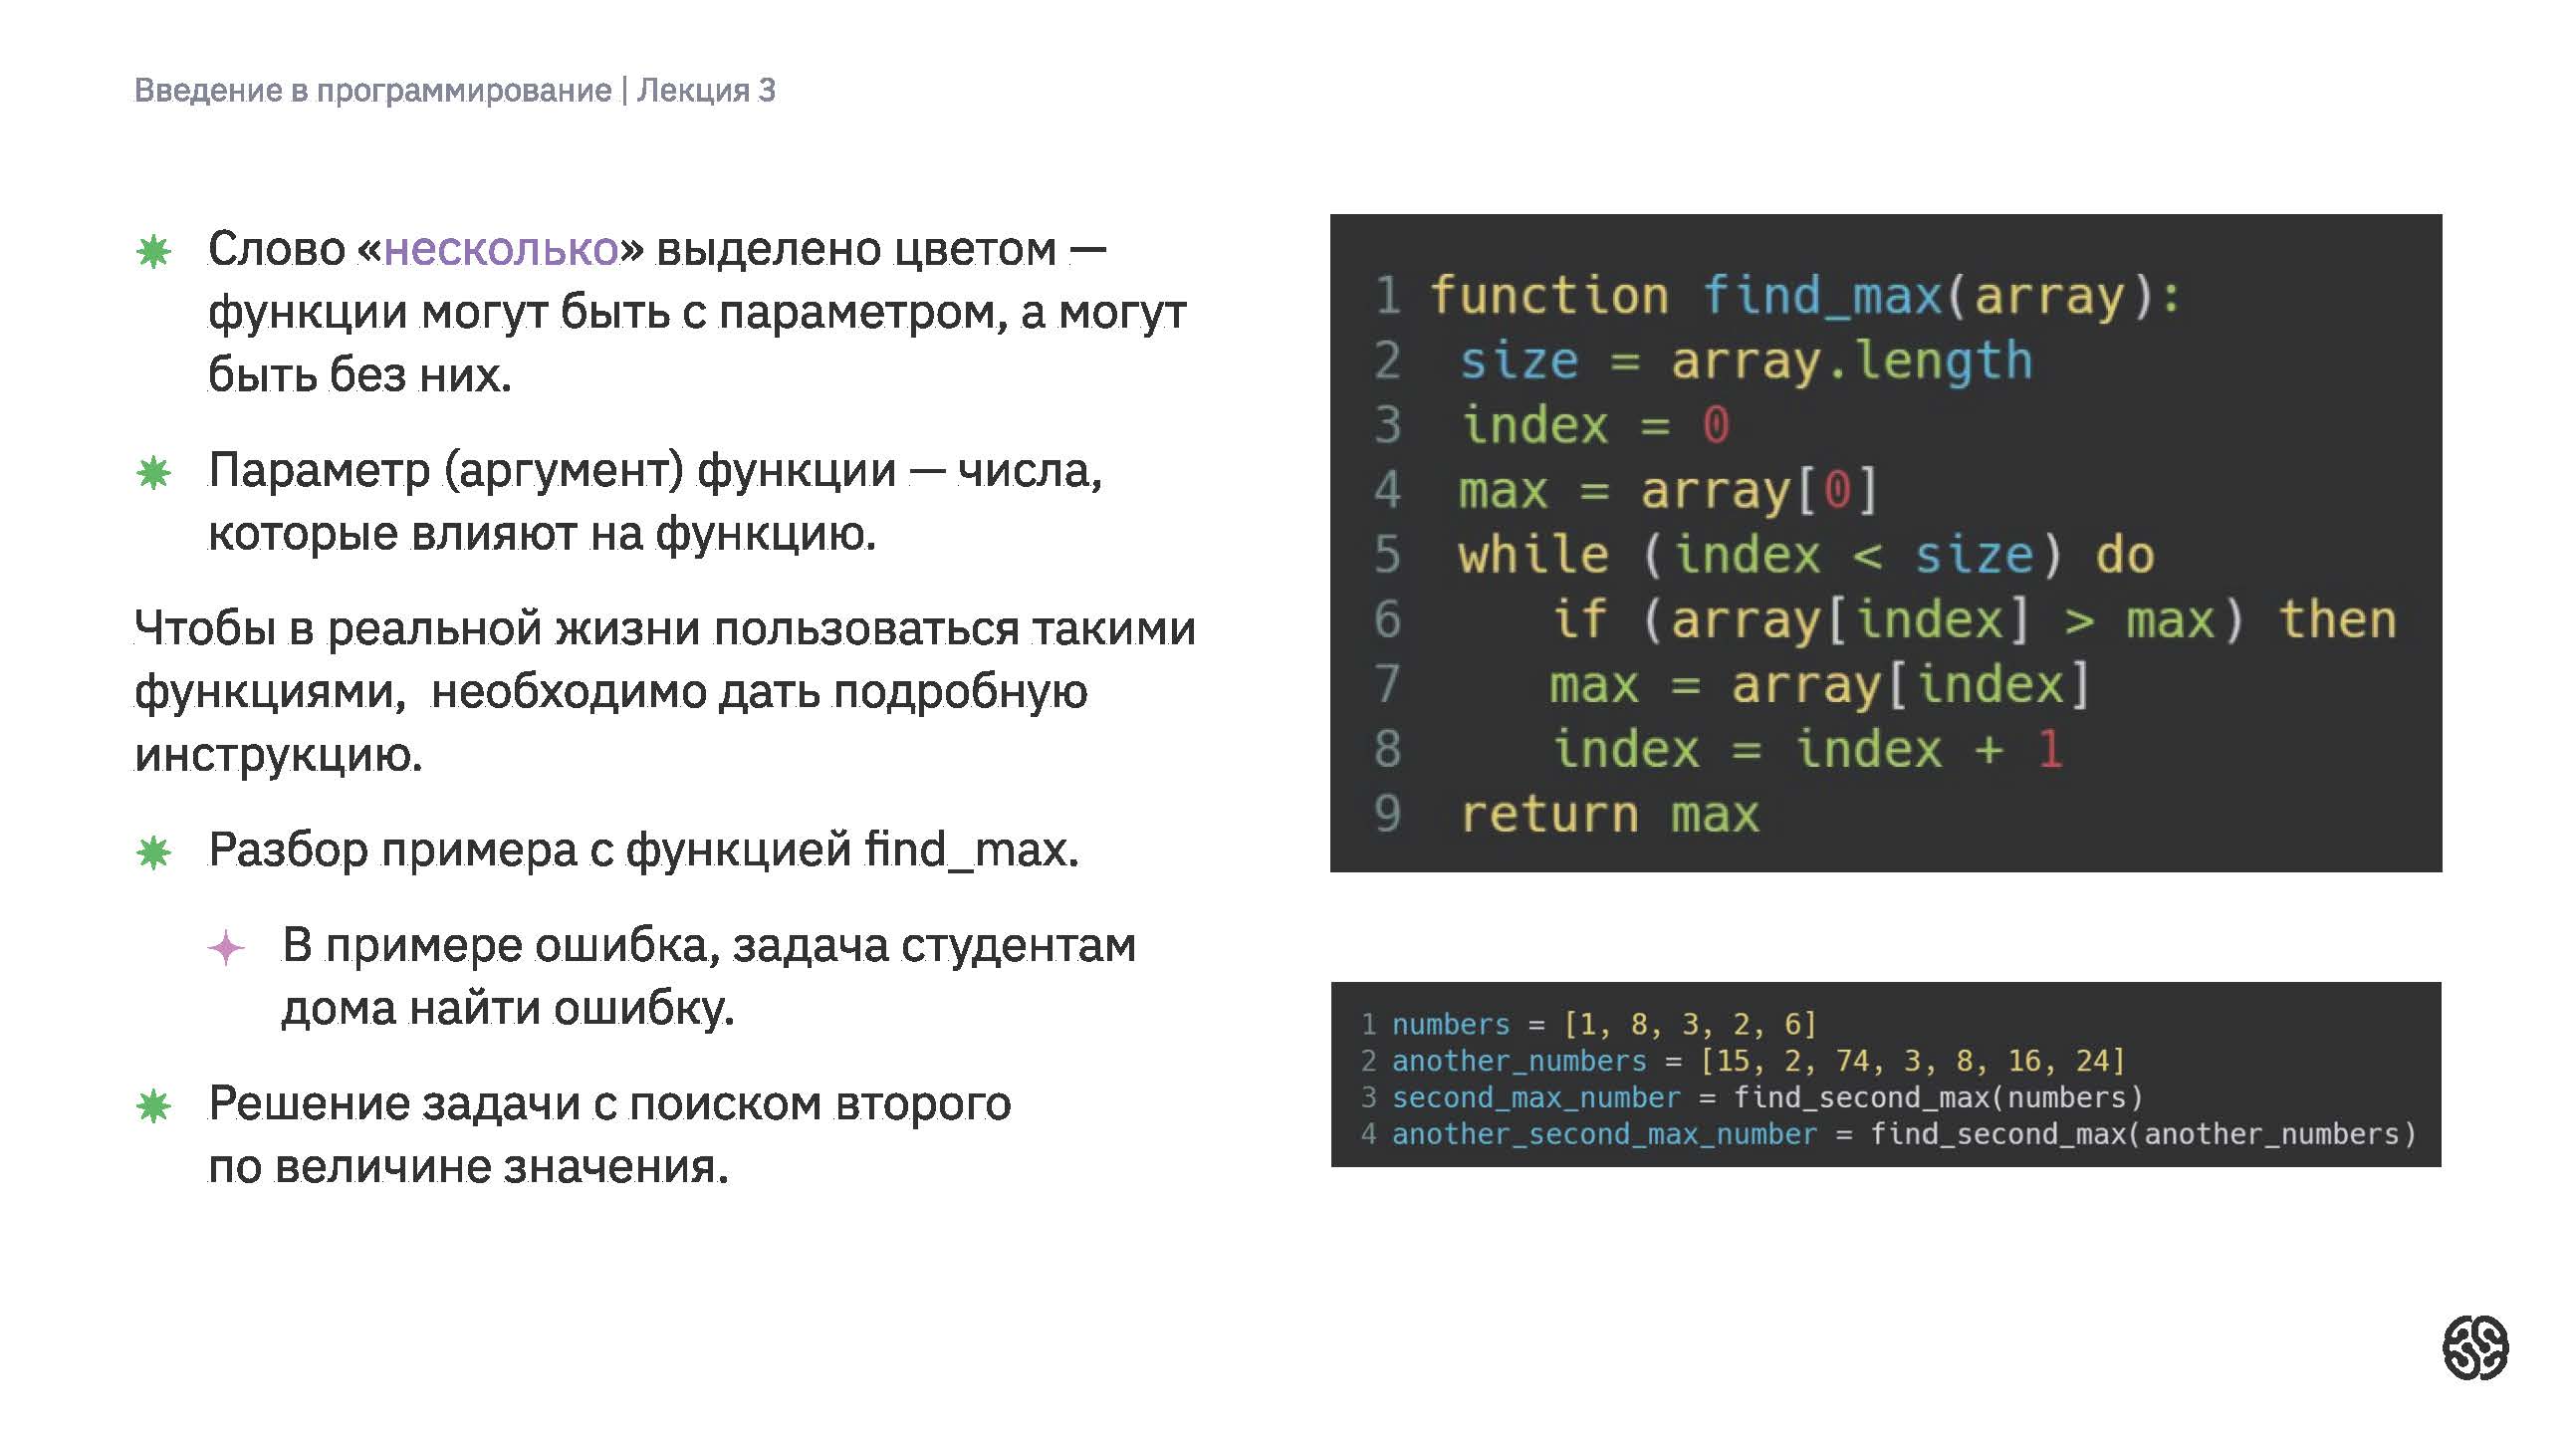 Введение в программирование | Лекция 3
Слово «несколько» выделено цветом —
функции могут быть с параметром, а могут
быть без них.
Параметр (аргумент) функции — числа,
которые влияют на функцию.
Чтобы в реальной жизни пользоваться такими
функциями,  необходимо дать подробную
инструкцию.
Разбор примера с функцией find_max.
В примере ошибка, задача студентам
дома найти ошибку.
Решение задачи с поиском второго
по величине значения.
1 function find_max(array):
2  size = array.length
3  index = 0
4  max = array[0]
5  while (index < size) do
6     if (array[index] > max) then
7     max = array[index]
8     index = index + 1
9  return max
1 numbers = [1, 8, 3, 2, 6]
2 another_numbers = [15, 2, 74, 3, 8, 16, 24]
3 second_max_number = find_second_max(numbers)
4 another_second_max_number = find_second_max(another_numbers)